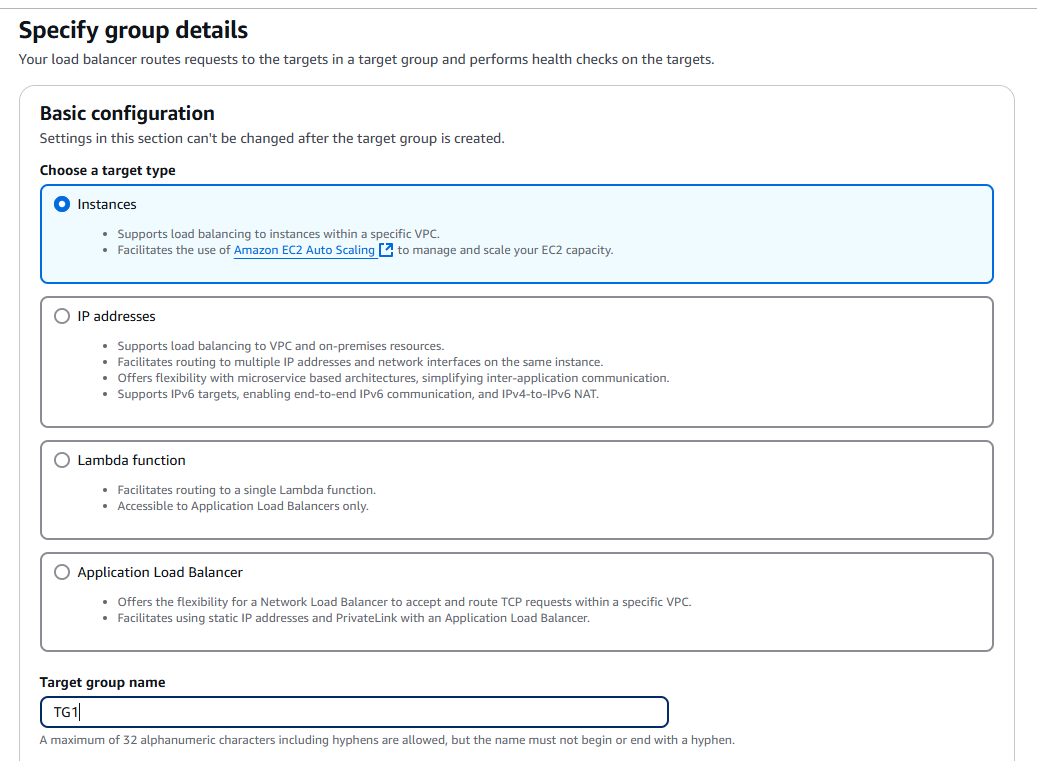 Specify group details
Your load balancer routes requests to the targets in a target group and performs health checks on the targets.
Basic configuration
Settings in this section can't be changed after the target group is created.
Choose a target type
Instances
• Supports load balancing to instances within a specific VPC.
• Facilitates the use of Amazon EC2 Auto Scaling to manage and scale your EC2 capacity.
IP addresses
• Supports load balancing to VPC and on-premises resources.
• Facilitates routing to multiple IP addresses and network interfaces on the same instance.
• Offers flexibility with microservice based architectures, simplifying inter-application communication.
• Supports IPv6 targets, enabling end-to-end IPv6 communication, and IPv4-to-IPv6 NAT.
Lambda function
• Facilitates routing to a single Lambda function.
• Accessible to Application Load Balancers only.
Application Load Balancer
• Offers the flexibility for a Network Load Balancer to accept and route TCP requests within a specific VPC.
• Facilitates using static IP addresses and PrivateLink with an Application Load Balancer.
Target group name
TG1
A maximum of 32 alphanumeric characters including hyphens are allowed, but the name must not begin or end with a hyphen.